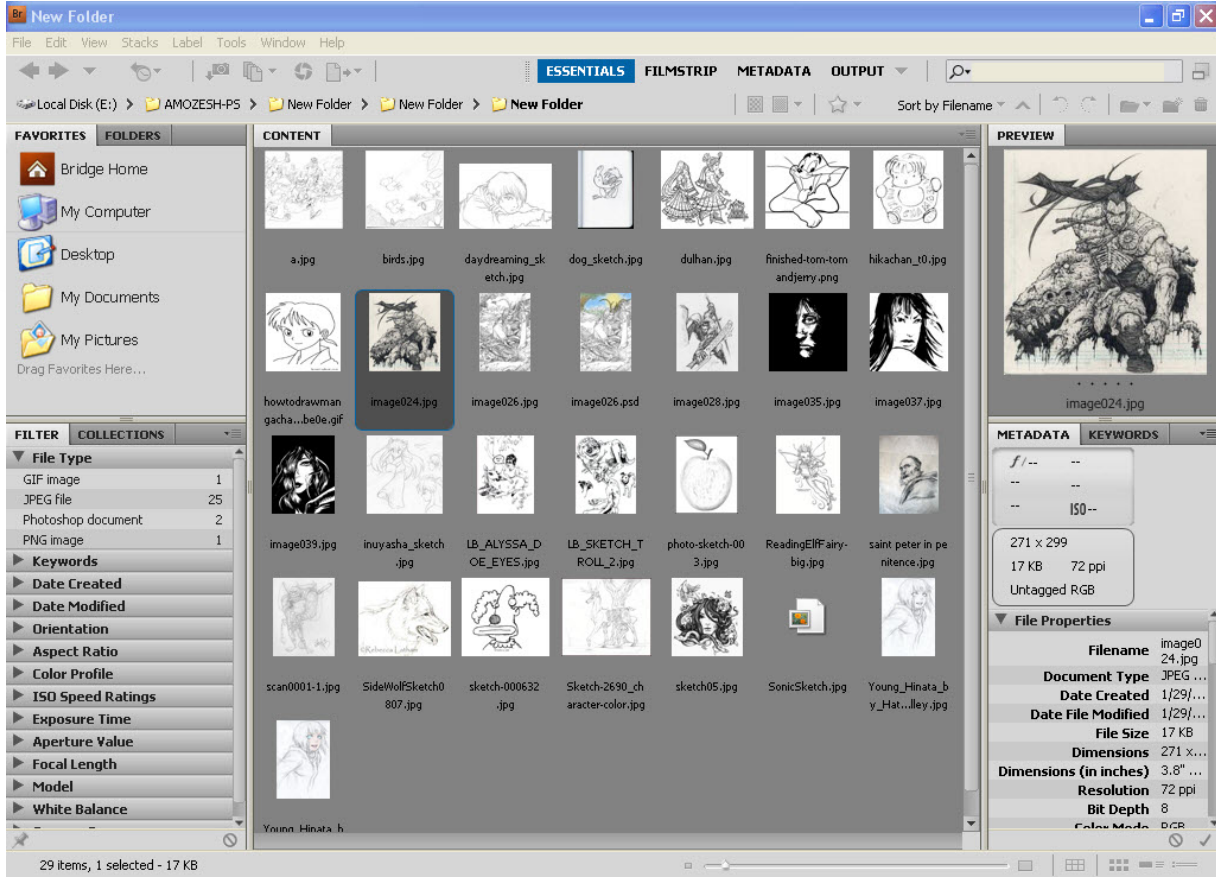 Br New Folder
File Edit View Stacks Label Tools Window Help
ESSENTIALS FILMSTRIP METADATA OUTPUT
Local Disk (E:) > AMOZESH-PS > New Folder > New Folder > New Folder
Sort by Filename
FAVORITES FOLDERS
Bridge Home
My Computer
Desktop
My Documents
My Pictures
Drag Favorites Here...
FILTER COLLECTIONS
File Type
GIF image 1
JPEG file 25
Photoshop document 2
PNG image 1
Keywords
Date Created
Date Modified
Orientation
Aspect Ratio
Color Profile
ISO Speed Ratings
Exposure Time
Aperture Value
Focal Length
Model
White Balance
CONTENT
a.jpg
birds.jpg
daydreaming_sk
etch.jpg
dog_sketch.jpg
dulhan.jpg
finished-tom-tom
andjerry.png
hikachan_t0.jpg
howtodrawman
gacha...be0e.gif
image024.jpg
image026.jpg
image026.psd
image028.jpg
image035.jpg
image037.jpg
image039.jpg
inuyasha_sketch
.jpg
LB_ALYSSA_D
OE_EYES.jpg
LB_SKETCH_T
ROLL_2.jpg
photo-sketch-00
3.jpg
ReadingElfFairy-
big.jpg
saint peter in pe
nitence.jpg
scan0001-1.jpg
SideWolfSketch0
807.jpg
sketch-000632
.jpg
Sketch-2690_ch
aracter-color.jpg
sketch05.jpg
SonicSketch.jpg
Young_Hinata_b
y_Hat...lley.jpg
Young_Hinata_b
©Rebecca Latham
PREVIEW
image024.jpg
METADATA KEYWORDS
f/-- --
-- --
-- ISO--
271 x 299
17 KB 72 ppi
Untagged RGB
File Properties
Filename image0
24.jpg
Document Type JPEG ...
Date Created 1/29/...
Date File Modified 1/29/...
File Size 17 KB
Dimensions 271 x...
Dimensions (in inches) 3.8" ...
Resolution 72 ppi
Bit Depth 8
Color Mode RGB
29 items, 1 selected - 17 KB